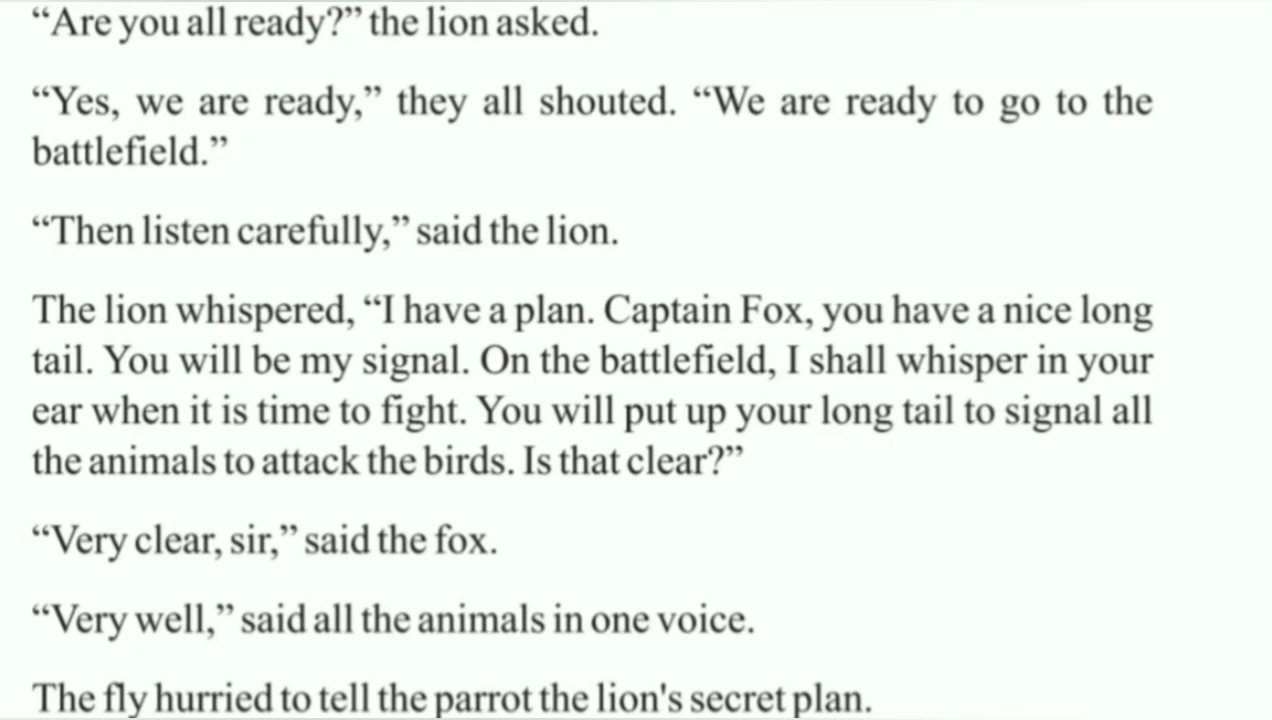 “Are you all ready?” the lion asked.
“Yes, we are ready,” they all shouted. “We are ready to go to the
battlefield.”
“Then listen carefully,” said the lion.
The lion whispered, “I have a plan. Captain Fox, you have a nice long
tail. You will be my signal. On the battlefield, I shall whisper in your
ear when it is time to fight. You will put up your long tail to signal all
the animals to attack the birds. Is that clear?”
“Very clear, sir,” said the fox.
“Very well,” said all the animals in one voice.
The fly hurried to tell the parrot the lion's secret plan.